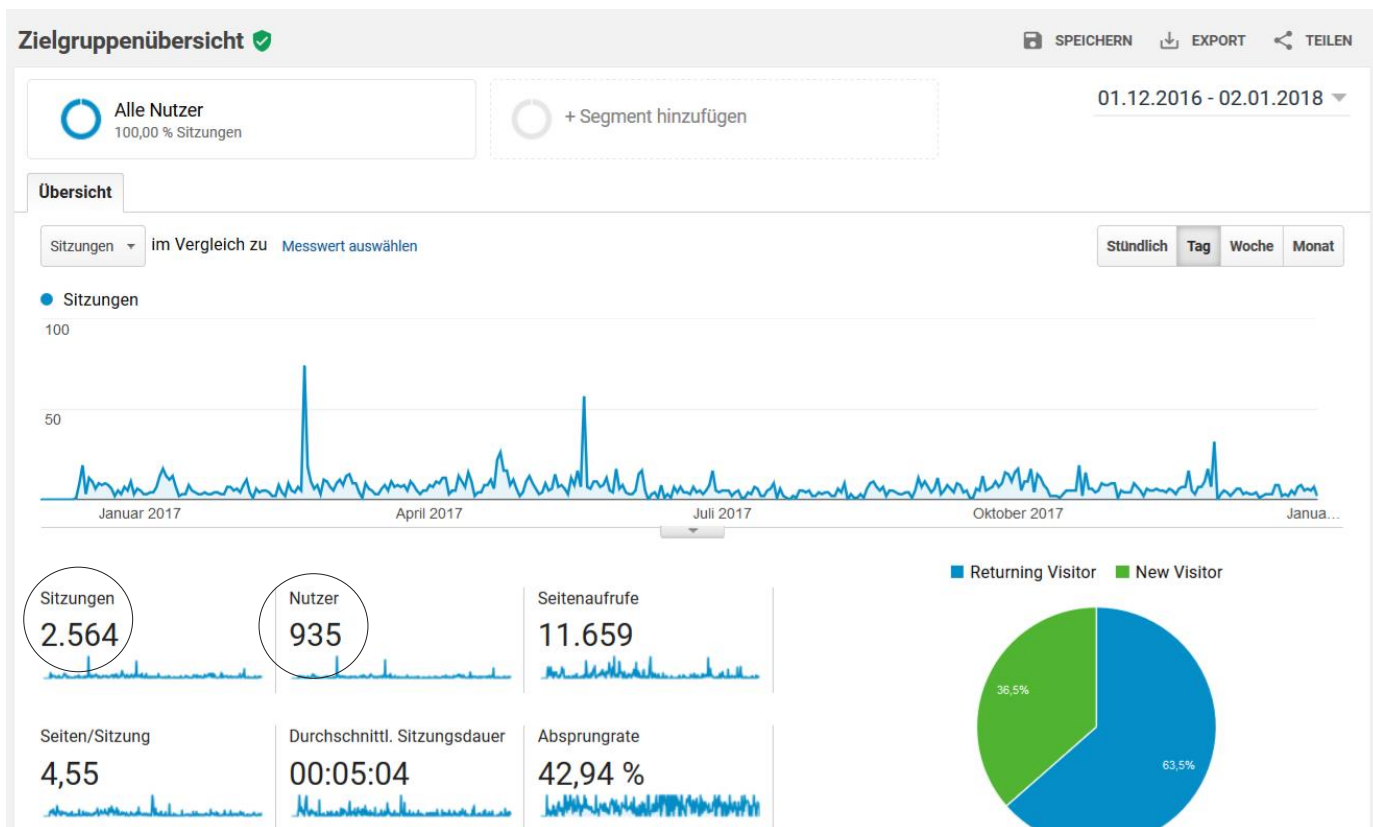 Zielgruppenübersicht
SPEICHERN EXPORT TEILEN
Alle Nutzer
100,00 % Sitzungen
+ Segment hinzufügen
01.12.2016 - 02.01.2018
Übersicht
Sitzungen im Vergleich zu Messwert auswählen
Stündlich Tag Woche Monat
Sitzungen
100
50
Januar 2017 April 2017 Juli 2017 Oktober 2017 Janua...
Returning Visitor New Visitor
Sitzungen
2.564
Nutzer
935
Seitenaufrufe
11.659
Seiten/Sitzung
4,55
Durchschnittl. Sitzungsdauer
00:05:04
Absprungrate
42,94 %
36,5%
63,5%